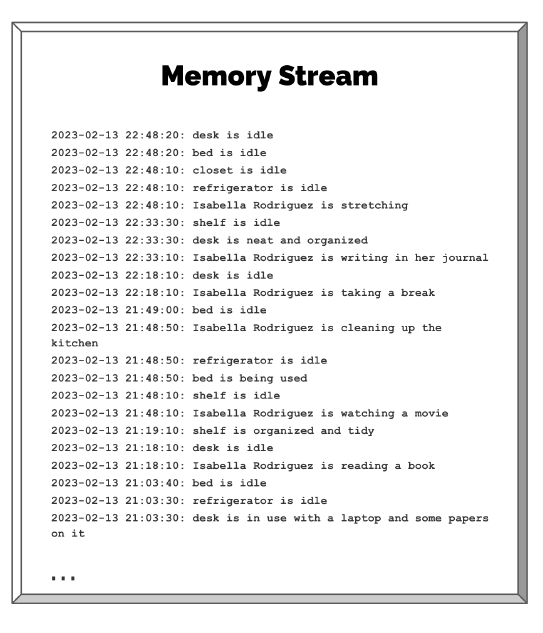 Memory Stream
2023-02-13 22:48:20: desk is idle
2023-02-13 22:48:20: bed is idle
2023-02-13 22:48:10: closet is idle
2023-02-13 22:48:10: refrigerator is idle
2023-02-13 22:48:10: Isabella Rodriguez is stretching
2023-02-13 22:33:30: shelf is idle
2023-02-13 22:33:30: desk is neat and organized
2023-02-13 22:33:10: Isabella Rodriguez is writing in her journal
2023-02-13 22:18:10: desk is idle
2023-02-13 22:18:10: Isabella Rodriguez is taking a break
2023-02-13 21:49:00: bed is idle
2023-02-13 21:48:50: Isabella Rodriguez is cleaning up the
kitchen
2023-02-13 21:48:50: refrigerator is idle
2023-02-13 21:48:50: bed is being used
2023-02-13 21:48:10: shelf is idle
2023-02-13 21:48:10: Isabella Rodriguez is watching a movie
2023-02-13 21:19:10: shelf is organized and tidy
2023-02-13 21:18:10: desk is idle
2023-02-13 21:18:10: Isabella Rodriguez is reading a book
2023-02-13 21:03:40: bed is idle
2023-02-13 21:03:30: refrigerator is idle
2023-02-13 21:03:30: desk is in use with a laptop and some papers
on it
...